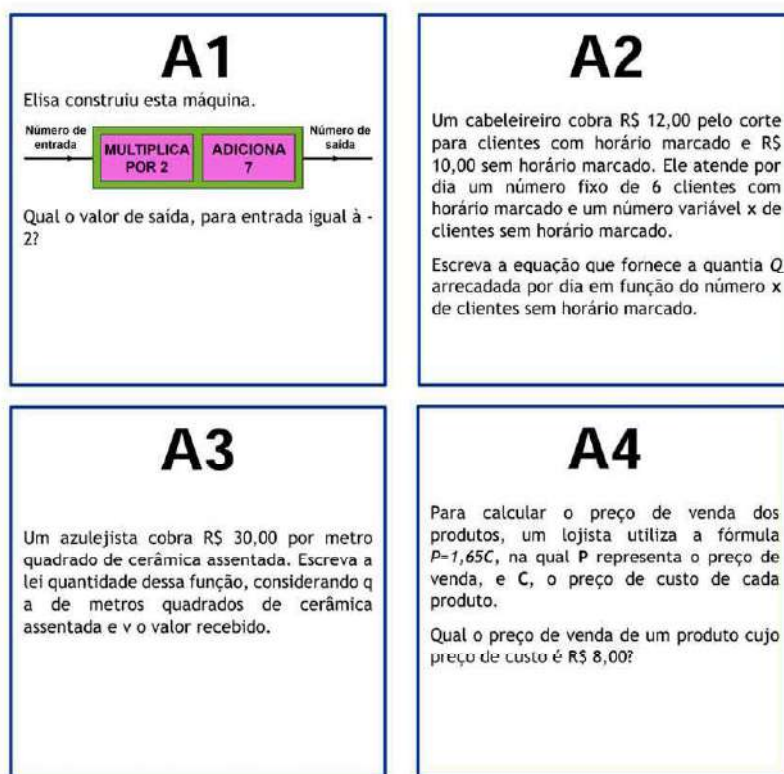 A1
Elisa construiu esta máquina.
Número de
entrada
MULTIPLICA
POR 2
ADICIONA
7
Número de
saída
Qual o valor de saída, para entrada igual à -
2?
A2
Um cabeleireiro cobra R$ 12,00 pelo corte
para clientes com horário marcado e R$
10,00 sem horário marcado. Ele atende por
dia um número fixo de 6 clientes com
horário marcado e um número variável x de
clientes sem horário marcado.
Escreva a equação que fornece a quantia Q
arrecadada por dia em função do número x
de clientes sem horário marcado.
A3
Um azulejista cobra R$ 30,00 por metro
quadrado de cerâmica assentada. Escreva a
lei quantidade dessa função, considerando q
a de metros quadrados de cerâmica
assentada e v o valor recebido.
A4
Para calcular o preço de venda dos
produtos, um lojista utiliza a fórmula
P=1,65C, na qual P representa o preço de
venda, e C, o preço de custo de cada
produto.
Qual o preço de venda de um produto cujo
preço de custo é R$ 8,00?